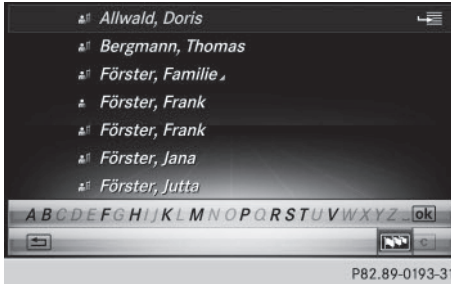 Allwald, Doris
Bergmann, Thomas
Förster, Familie
Förster, Frank
Förster, Frank
Förster, Jana
Förster, Jutta
A B C D E F G H I J K L M N O P Q R S T U V W X Y Z _ ok
c
P82.89-0193-31